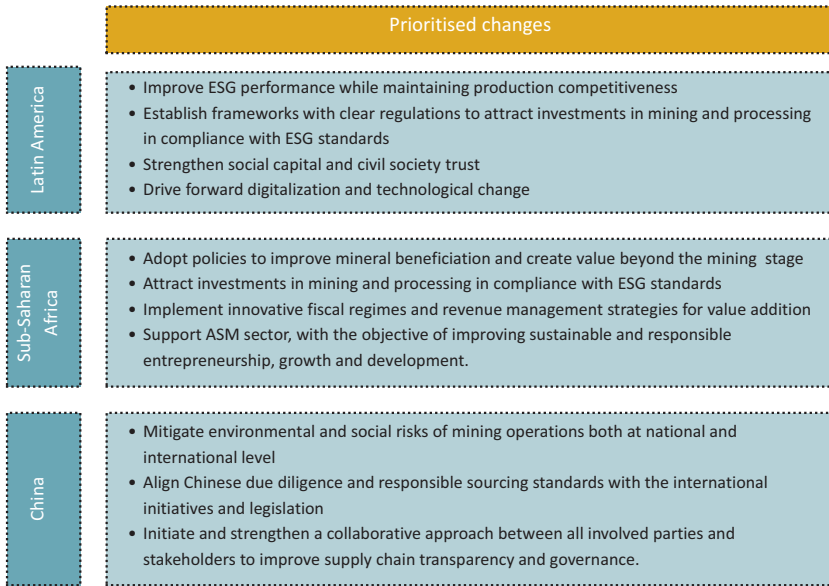 Prioritised changes
Latin America
• Improve ESG performance while maintaining production competitiveness
• Establish frameworks with clear regulations to attract investments in mining and processing
in compliance with ESG standards
• Strengthen social capital and civil society trust
• Drive forward digitalization and technological change
Sub-Saharan
Africa
• Adopt policies to improve mineral beneficiation and create value beyond the mining stage
• Attract investments in mining and processing in compliance with ESG standards
• Implement innovative fiscal regimes and revenue management strategies for value addition
• Support ASM sector, with the objective of improving sustainable and responsible
entrepreneurship, growth and development.
China
• Mitigate environmental and social risks of mining operations both at national and
international level
• Align Chinese due diligence and responsible sourcing standards with the international
initiatives and legislation
• Initiate and strengthen a collaborative approach between all involved parties and
stakeholders to improve supply chain transparency and governance.